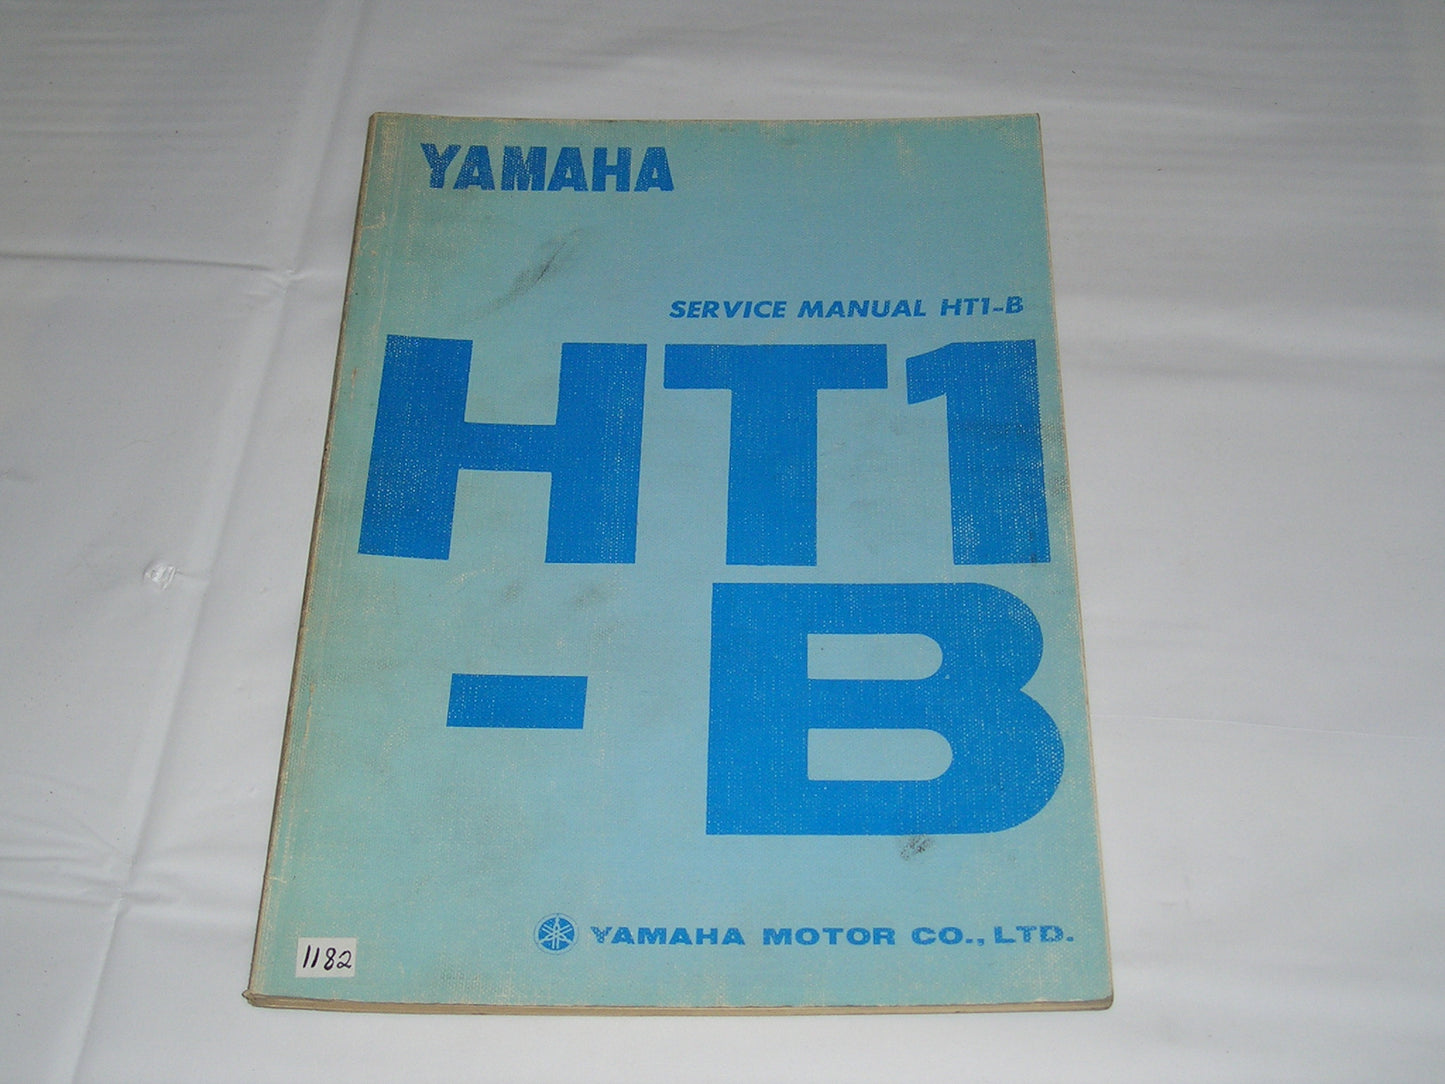 YAMAHA
SERVICE MANUAL HT1-B
HT1
-B
YAMAHA MOTOR CO., LTD.
1182